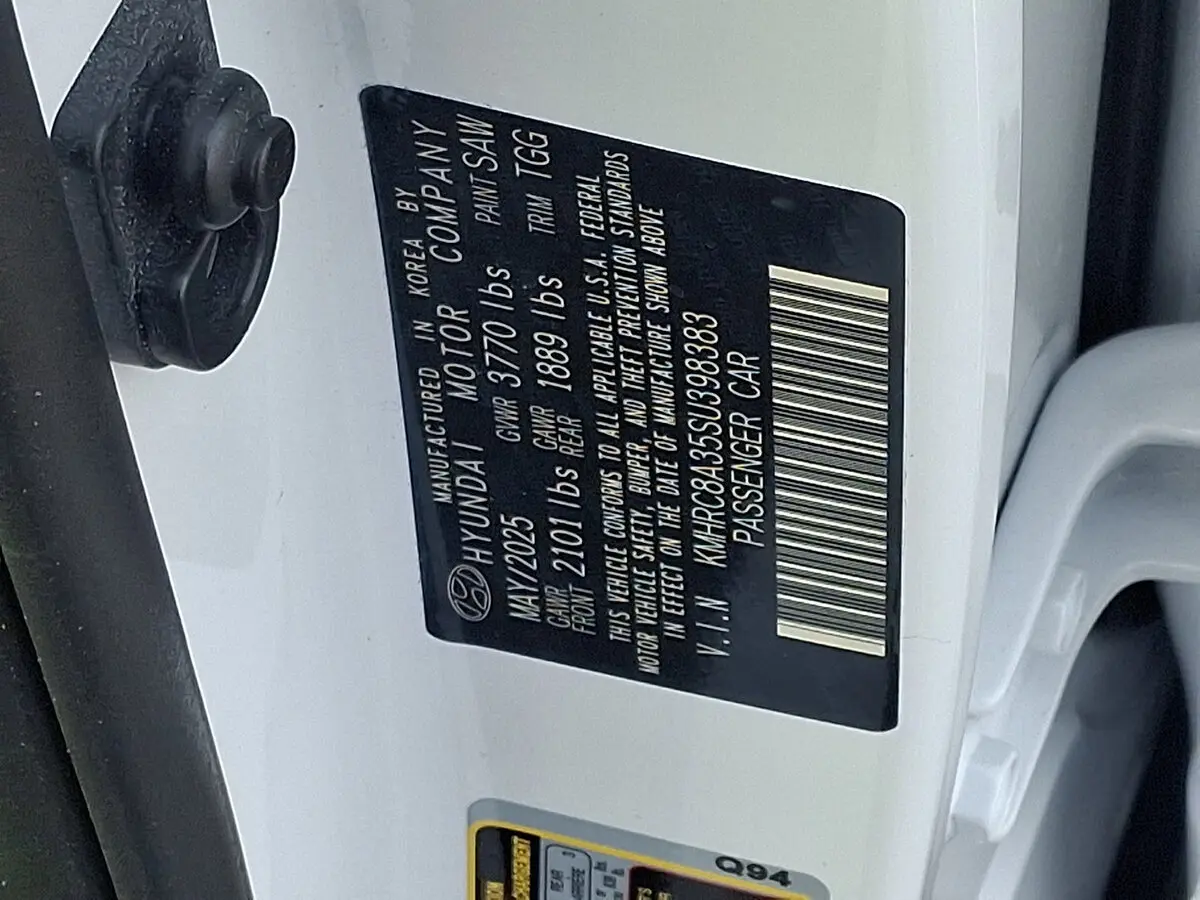 MANUFACTURED IN KOREA BY
HYUNDAI MOTOR COMPANY
MAY/2025 GVWR 3770 lbs PAINT SAW
GAWR FRONT 2101 lbs GAWR REAR 1889 lbs TRIM TGG
THIS VEHICLE CONFORMS TO ALL APPLICABLE U.S.A. FEDERAL
MOTOR VEHICLE SAFETY, BUMPER, AND THEFT PREVENTION STANDARDS
IN EFFECT ON THE DATE OF MANUFACTURE SHOWN ABOVE
V.I.N KMHRC8A35SU398383
PASSENGER CAR
Q94
REAR 3